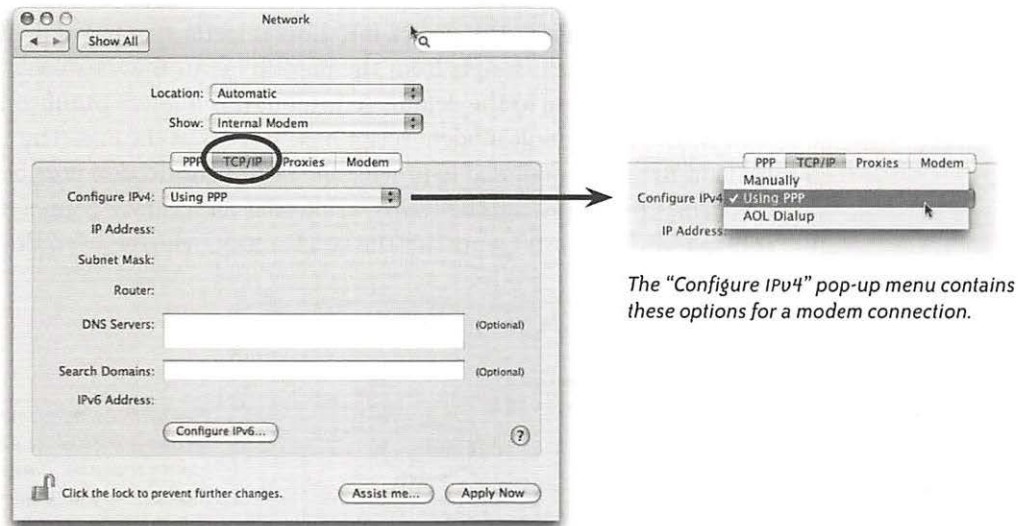 Network
Show All
Location: Automatic
Show: Internal Modem
PPP TCP/IP Proxies Modem
Configure IPv4: Using PPP
IP Address:
Subnet Mask:
Router:
DNS Servers: (Optional)
Search Domains: (Optional)
IPv6 Address:
Configure IPv6... ?
Click the lock to prevent further changes. Assist me... Apply Now
PPP TCP/IP Proxies Modem
Manually
Configure IPv4 ✓ Using PPP
AOL Dialup
IP Address:
The "Configure IPv4" pop-up menu contains
these options for a modem connection.